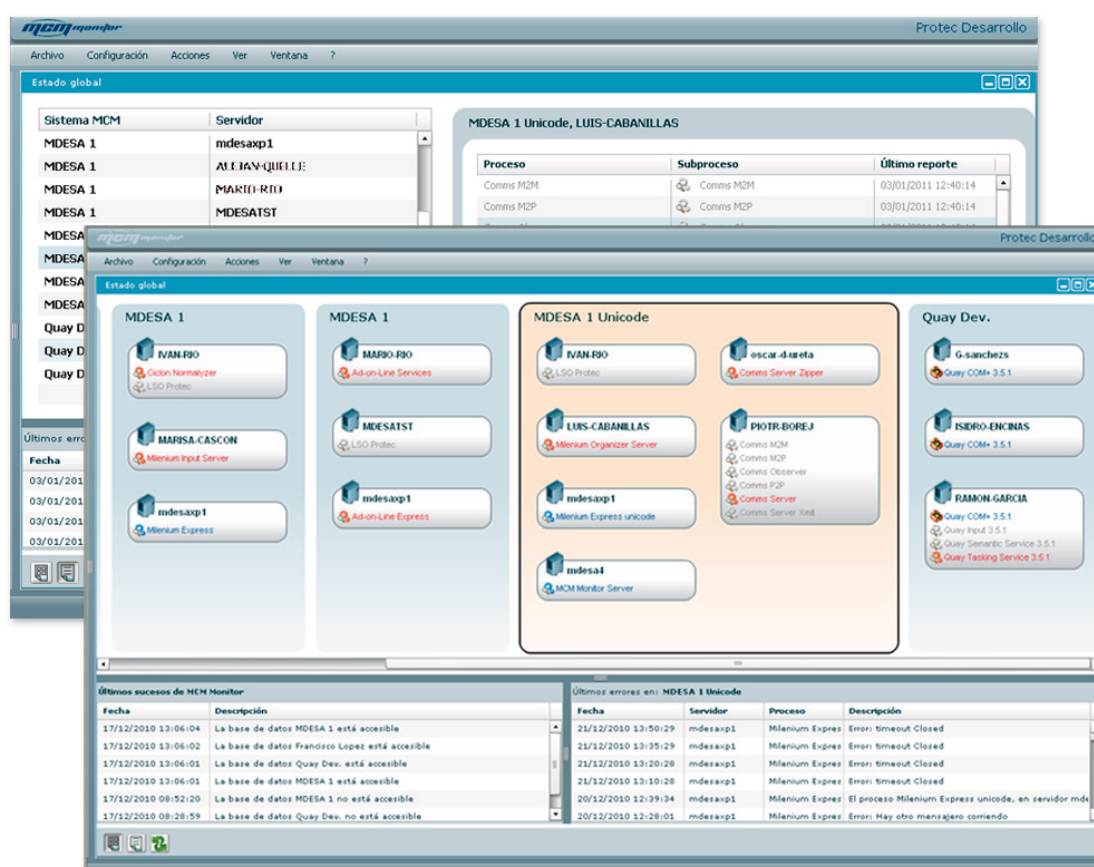 mcm monitor Protec Desarrollo
Archivo Configuración Acciones Ver Ventana ?
Estado global
Sistema MCM Servidor
MDESA 1 mdesaxp1
MDESA 1 ALEJAN-QUELLE
MDESA 1 MARIO-RIO
MDESA 1 MDESATST
MDESA
MDESA
MDESA
MDESA
Quay D
Quay D
Quay D
MDESA 1 Unicode, LUIS-CABANILLAS
Proceso Subproceso Último reporte
Comms M2M Comms M2M 03/01/2011 12:40:14
Comms M2P Comms M2P 03/01/2011 12:40:14
Últimos erro
Fecha
03/01/201
03/01/201
03/01/201
03/01/201
mcm monitor Protec Desarrollo
Archivo Configuración Acciones Ver Ventana ?
Estado global
MDESA 1
IVAN-RIO
Ciclon Normalyzer
LSO Protec
MARISA-CASCON
Milenium Input Server
mdesaxp1
Milenium Express
MDESA 1
MARIO-RIO
Ad-on-Line Services
MDESATST
LSO Protec
mdesaxp1
Ad-on-Line Express
MDESA 1 Unicode
IVAN-RIO
LSO Protec
LUIS-CABANILLAS
Milenium Organizer Server
mdesaxp1
Milenium Express unicode
mdesa4
MCM Monitor Server
oscar-d-ureta
Comms Server Zipper
PIOTR-BOREJ
Comms M2M
Comms M2P
Comms Observer
Comms P2P
Comms Server
Comms Server Xmit
Quay Dev.
G-sanchezs
Quay COM+ 3.5.1
ISIDRO-ENCINAS
Quay COM+ 3.5.1
RAMON-GARCIA
Quay COM+ 3.5.1
Quay Input 3.5.1
Quay Semantic Service 3.5.1
Quay Tasking Service 3.5.1
Últimos sucesos de MCM Monitor
Fecha Descripción
17/12/2010 13:06:04 La base de datos MDESA 1 está accesible
17/12/2010 13:06:02 La base de datos Francisco Lopez está accesible
17/12/2010 13:06:01 La base de datos Quay Dev. está accesible
17/12/2010 13:06:01 La base de datos MDESA 1 está accesible
17/12/2010 08:52:20 La base de datos MDESA 1 no está accesible
17/12/2010 08:28:59 La base de datos Quay Dev. no está accesible
Últimos errores en: MDESA 1 Unicode
Fecha Servidor Proceso Descripción
21/12/2010 13:50:29 mdesaxp1 Milenium Expres Error: timeout Closed
21/12/2010 13:35:29 mdesaxp1 Milenium Expres Error: timeout Closed
21/12/2010 13:20:28 mdesaxp1 Milenium Expres Error: timeout Closed
21/12/2010 13:10:28 mdesaxp1 Milenium Expres Error: timeout Closed
20/12/2010 12:39:34 mdesaxp1 Milenium Expres El proceso Milenium Express unicode, en servidor mde
20/12/2010 12:28:01 mdesaxp1 Milenium Expres Error: Hay otro mensajero corriendo